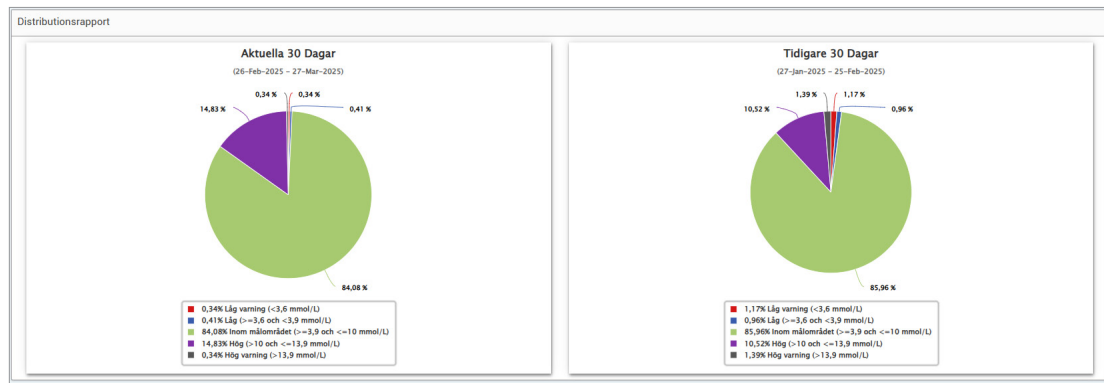 Distributionsrapport
Aktuella 30 Dagar
(26-Feb-2025 - 27-Mar-2025)
0,34 %
0,34 %
14,83 %
0,41 %
84,08 %
0,34% Låg varning (<3,6 mmol/L)
0,41% Låg (>=3,6 och <3,9 mmol/L)
84,08% Inom målområdet (>=3,9 och <=10 mmol/L)
14,83% Hög (>10 och <=13,9 mmol/L)
0,34% Hög varning (>13,9 mmol/L)
Tidigare 30 Dagar
(27-Jan-2025 - 25-Feb-2025)
1,39 %
1,17 %
10,52 %
0,96 %
85,96 %
1,17% Låg varning (<3,6 mmol/L)
0,96% Låg (>=3,6 och <3,9 mmol/L)
85,96% Inom målområdet (>=3,9 och <=10 mmol/L)
10,52% Hög (>10 och <=13,9 mmol/L)
1,39% Hög varning (>13,9 mmol/L)